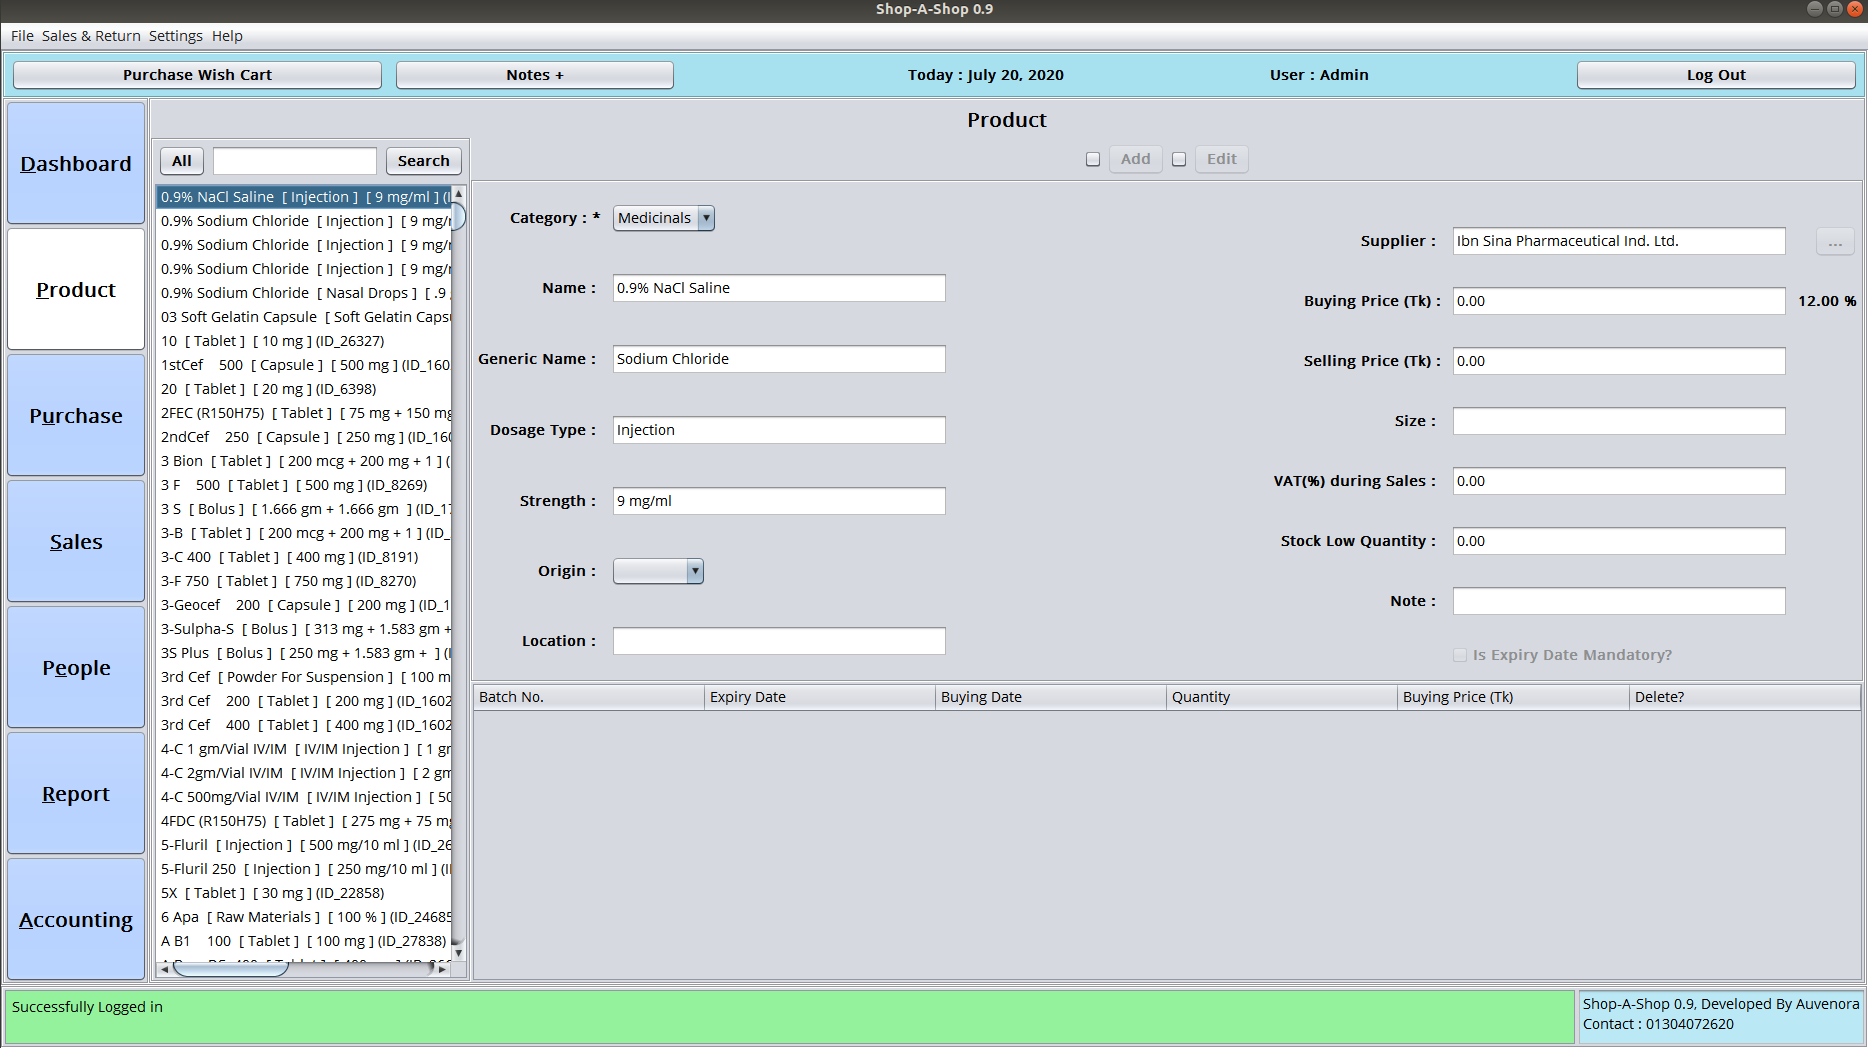 Shop-A-Shop 0.9
File Sales & Return Settings Help
Purchase Wish Cart
Notes +
Today : July 20, 2020
User : Admin
Log Out
Dashboard
Product
Purchase
Sales
People
Report
Accounting
Product
All
Search
Add
Edit
0.9% NaCl Saline [ Injection ] [ 9 mg/ml ] (I
0.9% Sodium Chloride [ Injection ] [ 9 mg/
0.9% Sodium Chloride [ Injection ] [ 9 mg/
0.9% Sodium Chloride [ Injection ] [ 9 mg/
0.9% Sodium Chloride [ Nasal Drops ] [ .9
03 Soft Gelatin Capsule [ Soft Gelatin Caps
10 [ Tablet ] [ 10 mg ] (ID_26327)
1stCef 500 [ Capsule ] [ 500 mg ] (ID_160
20 [ Tablet ] [ 20 mg ] (ID_6398)
2FEC (R150H75) [ Tablet ] [ 75 mg + 150 mg
2ndCef 250 [ Capsule ] [ 250 mg ] (ID_160
3 Bion [ Tablet ] [ 200 mcg + 200 mg + 1 ] (
3 F 500 [ Tablet ] [ 500 mg ] (ID_8269)
3 S [ Bolus ] [ 1.666 gm + 1.666 gm ] (ID_17
3-B [ Tablet ] [ 200 mcg + 200 mg + 1 ] (ID_
3-C 400 [ Tablet ] [ 400 mg ] (ID_8191)
3-F 750 [ Tablet ] [ 750 mg ] (ID_8270)
3-Geocef 200 [ Capsule ] [ 200 mg ] (ID_1
3-Sulpha-S [ Bolus ] [ 313 mg + 1.583 gm +
3S Plus [ Bolus ] [ 250 mg + 1.583 gm + ] (I
3rd Cef [ Powder For Suspension ] [ 100 m
3rd Cef 200 [ Tablet ] [ 200 mg ] (ID_1602
3rd Cef 400 [ Tablet ] [ 400 mg ] (ID_1602
4-C 1 gm/Vial IV/IM [ IV/IM Injection ] [ 1 gr
4-C 2gm/Vial IV/IM [ IV/IM Injection ] [ 2 gm
4-C 500mg/Vial IV/IM [ IV/IM Injection ] [ 50
4FDC (R150H75) [ Tablet ] [ 275 mg + 75 mg
5-Fluril [ Injection ] [ 500 mg/10 ml ] (ID_26
5-Fluril 250 [ Injection ] [ 250 mg/10 ml ] (I
5X [ Tablet ] [ 30 mg ] (ID_22858)
6 Apa [ Raw Materials ] [ 100 % ] (ID_24685
A B1 100 [ Tablet ] [ 100 mg ] (ID_27838)
Category : * Medicinals
Name : 0.9% NaCl Saline
Generic Name : Sodium Chloride
Dosage Type : Injection
Strength : 9 mg/ml
Origin :
Location :
Supplier : Ibn Sina Pharmaceutical Ind. Ltd. ...
Buying Price (Tk) : 0.00 12.00 %
Selling Price (Tk) : 0.00
Size :
VAT(%) during Sales : 0.00
Stock Low Quantity : 0.00
Note :
Is Expiry Date Mandatory?
Batch No. Expiry Date Buying Date Quantity Buying Price (Tk) Delete?
Successfully Logged in
Shop-A-Shop 0.9, Developed By Auvenora
Contact : 01304072620